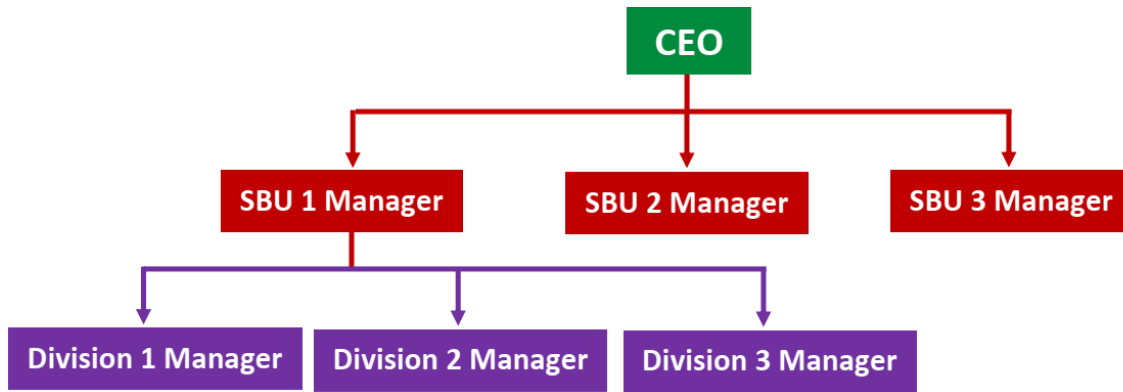 CEO
SBU 1 Manager
SBU 2 Manager
SBU 3 Manager
Division 1 Manager
Division 2 Manager
Division 3 Manager